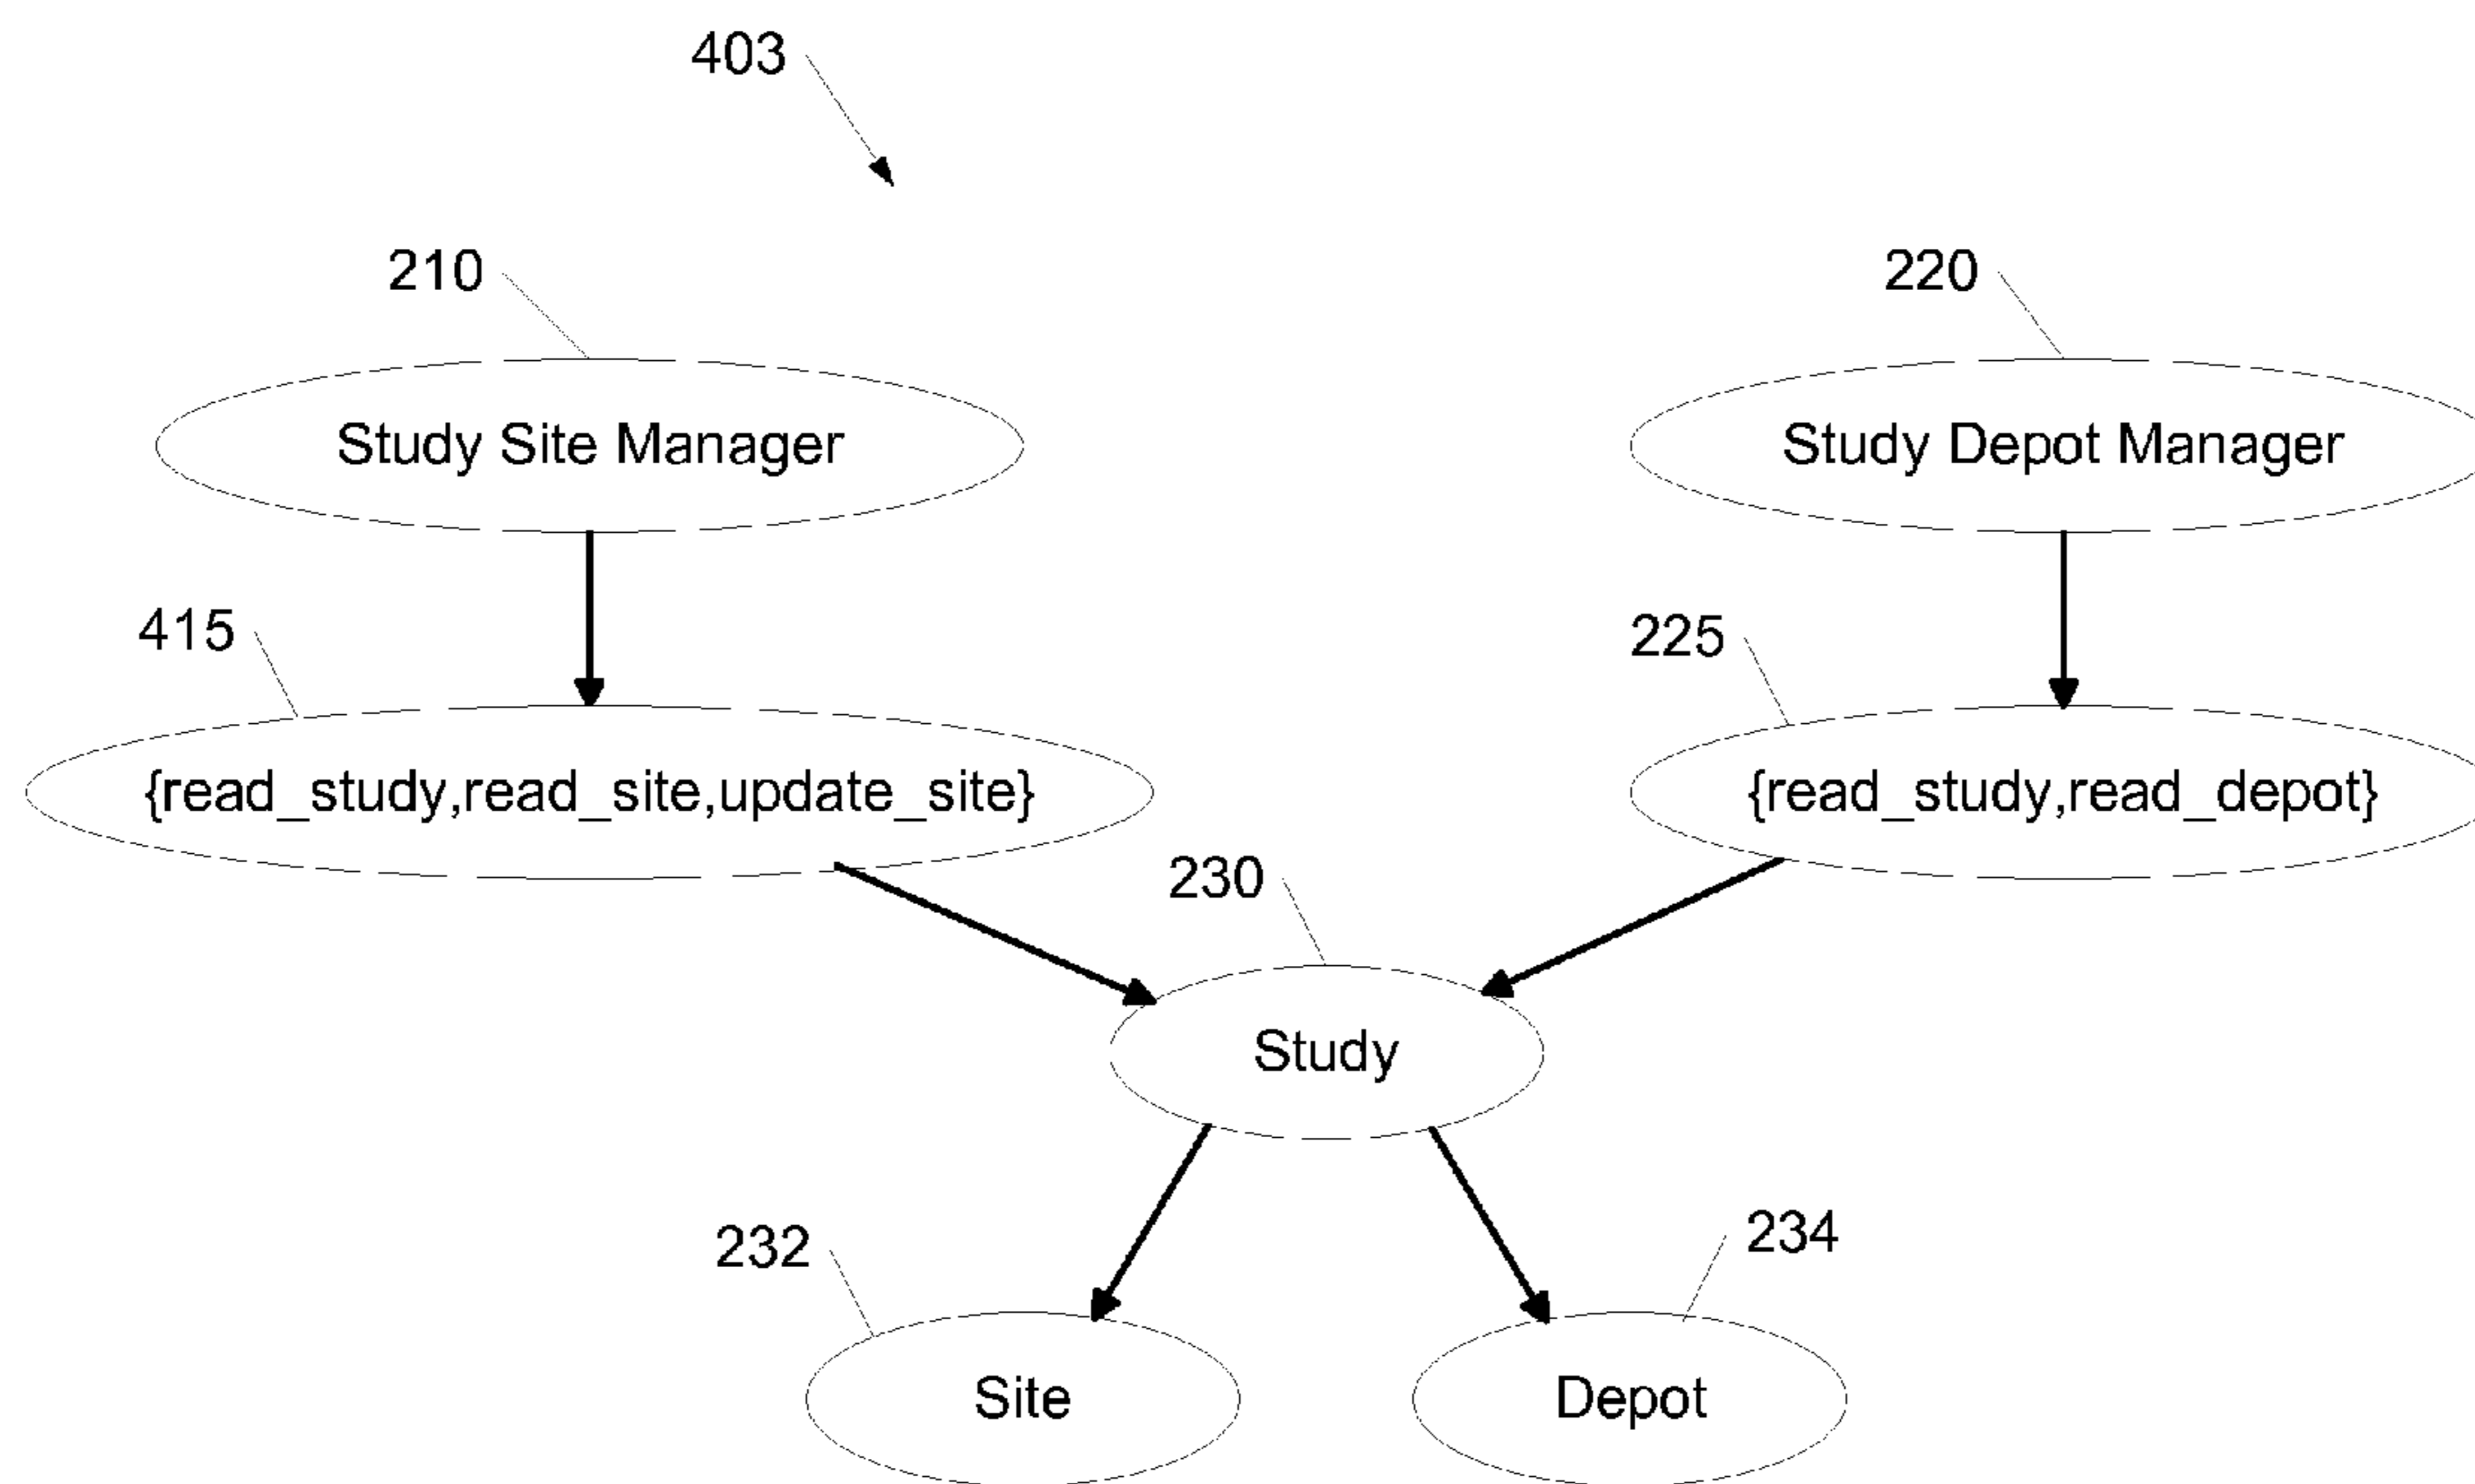 403
210
220
Study Site Manager
Study Depot Manager
415
225
{read_study,read_site,update_site}
{read_study,read_depot}
230
Study
232
234
Site
Depot